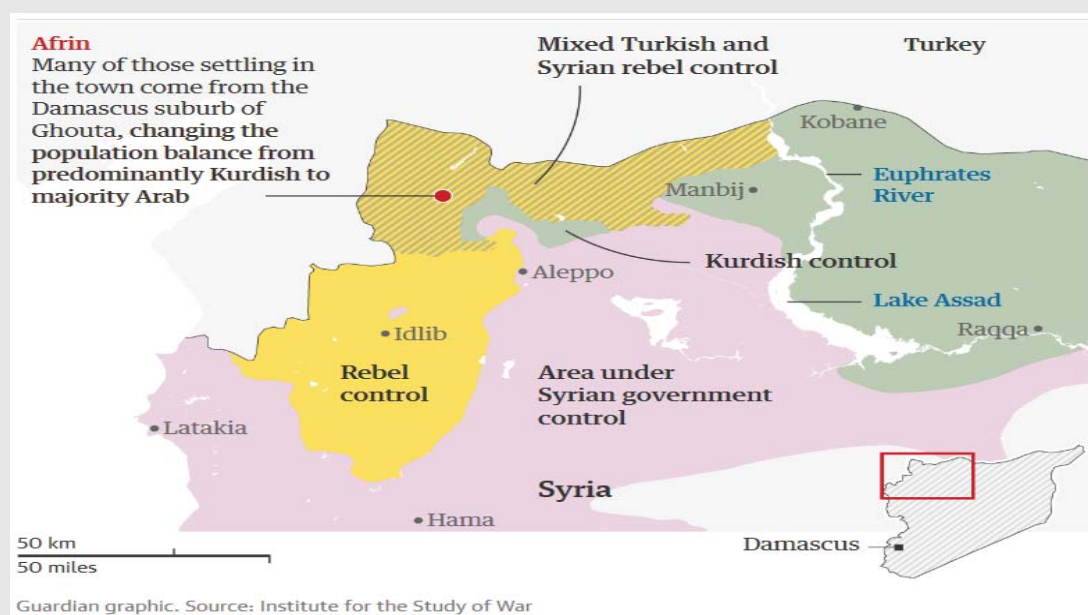 Afrin
Many of those settling in
the town come from the
Damascus suburb of
Ghouta, changing the
population balance from
predominantly Kurdish to
majority Arab
Mixed Turkish and
Syrian rebel control
Turkey
Kobane
Euphrates
River
Manbij
Kurdish control
Aleppo
Lake Assad
Raqqa
Idlib
Rebel
control
Area under
Syrian government
control
Latakia
Syria
Hama
Damascus
50 km
50 miles
Guardian graphic. Source: Institute for the Study of War